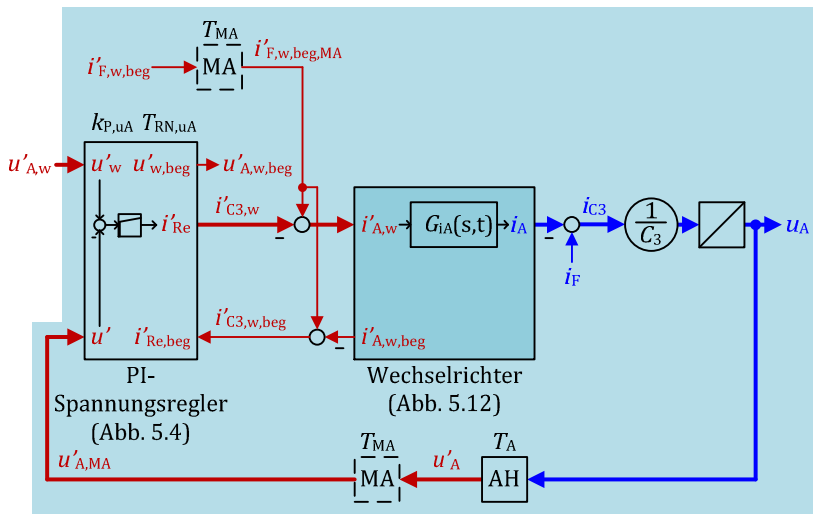 T_MA
i'_F,w,beg MA i'_F,w,beg,MA
k_P,uA T_RN,uA
u'_A,w u'_w u'_w,beg u'_A,w,beg
i'_Re i'_C3,w - i'_A,w G_iA(s,t) i_A - i_C3 1/C_3 u_A
-
i_F
u' i'_Re,beg i'_C3,w,beg - i'_A,w,beg
PI-
Spannungsregler
(Abb. 5.4)
Wechselrichter
(Abb. 5.12)
T_MA T_A
u'_A,MA MA u'_A AH